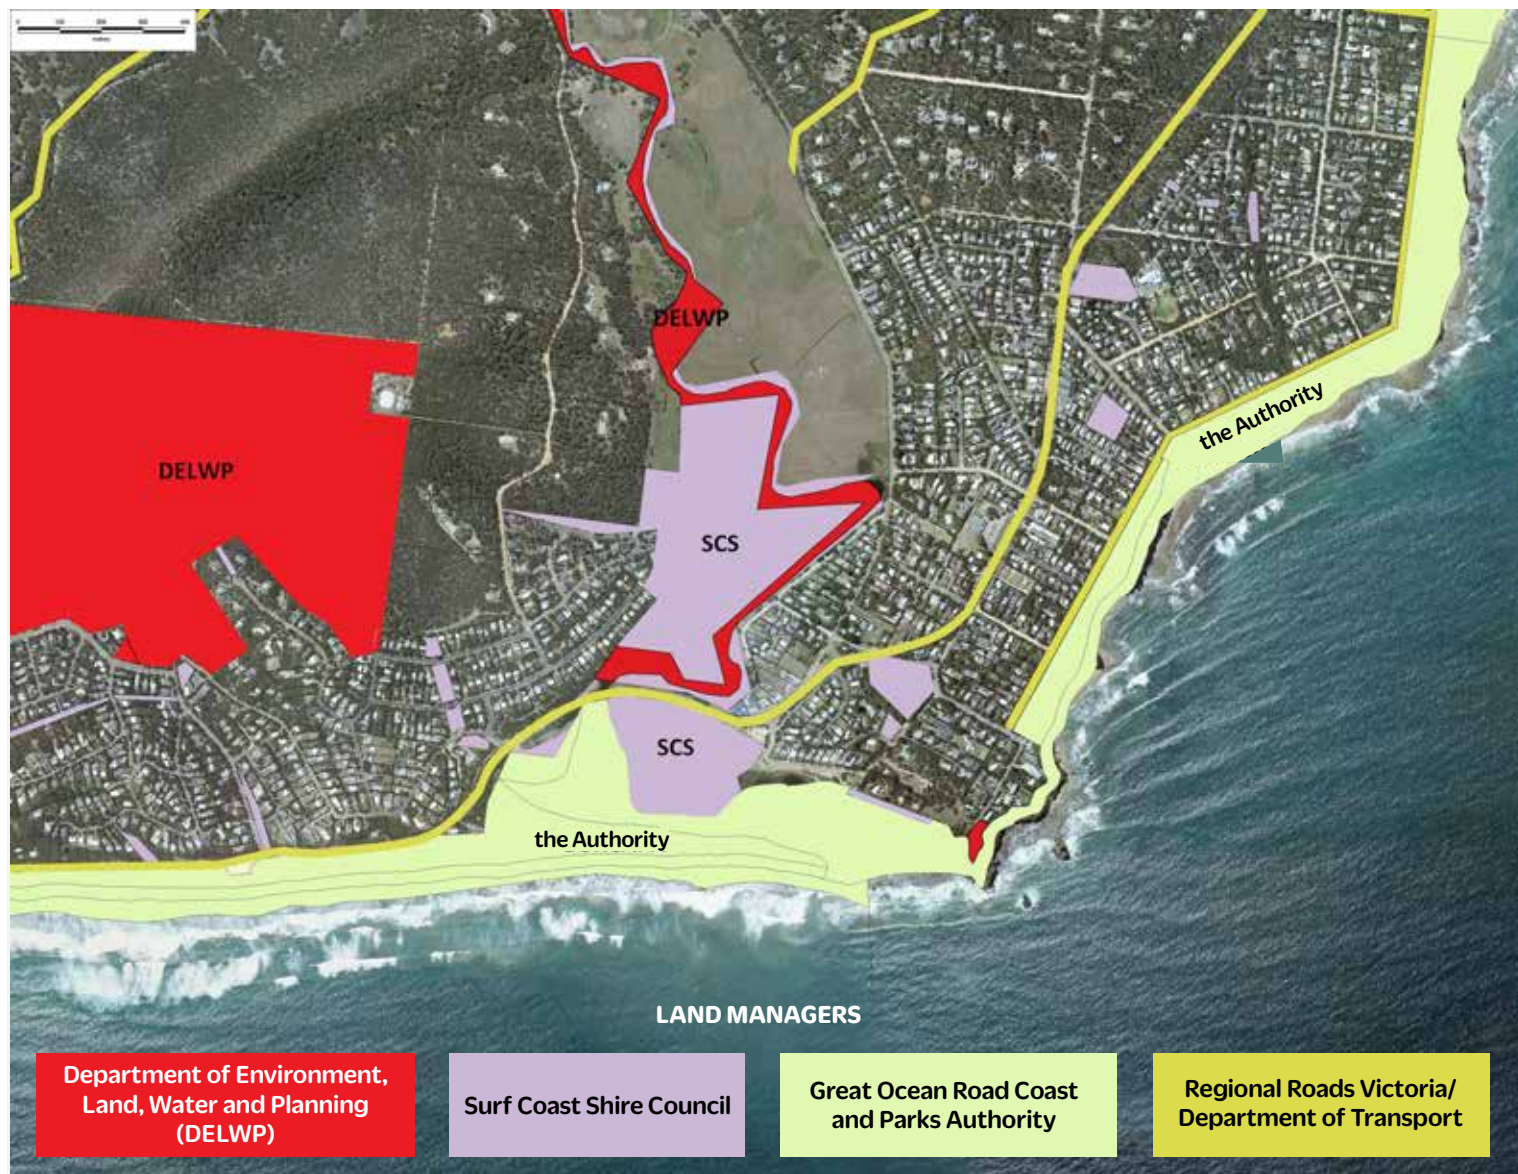 DELWP
DELWP
SCS
SCS
the Authority
the Authority
LAND MANAGERS
Department of Environment,
Land, Water and Planning
(DELWP)
Surf Coast Shire Council
Great Ocean Road Coast
and Parks Authority
Regional Roads Victoria/
Department of Transport